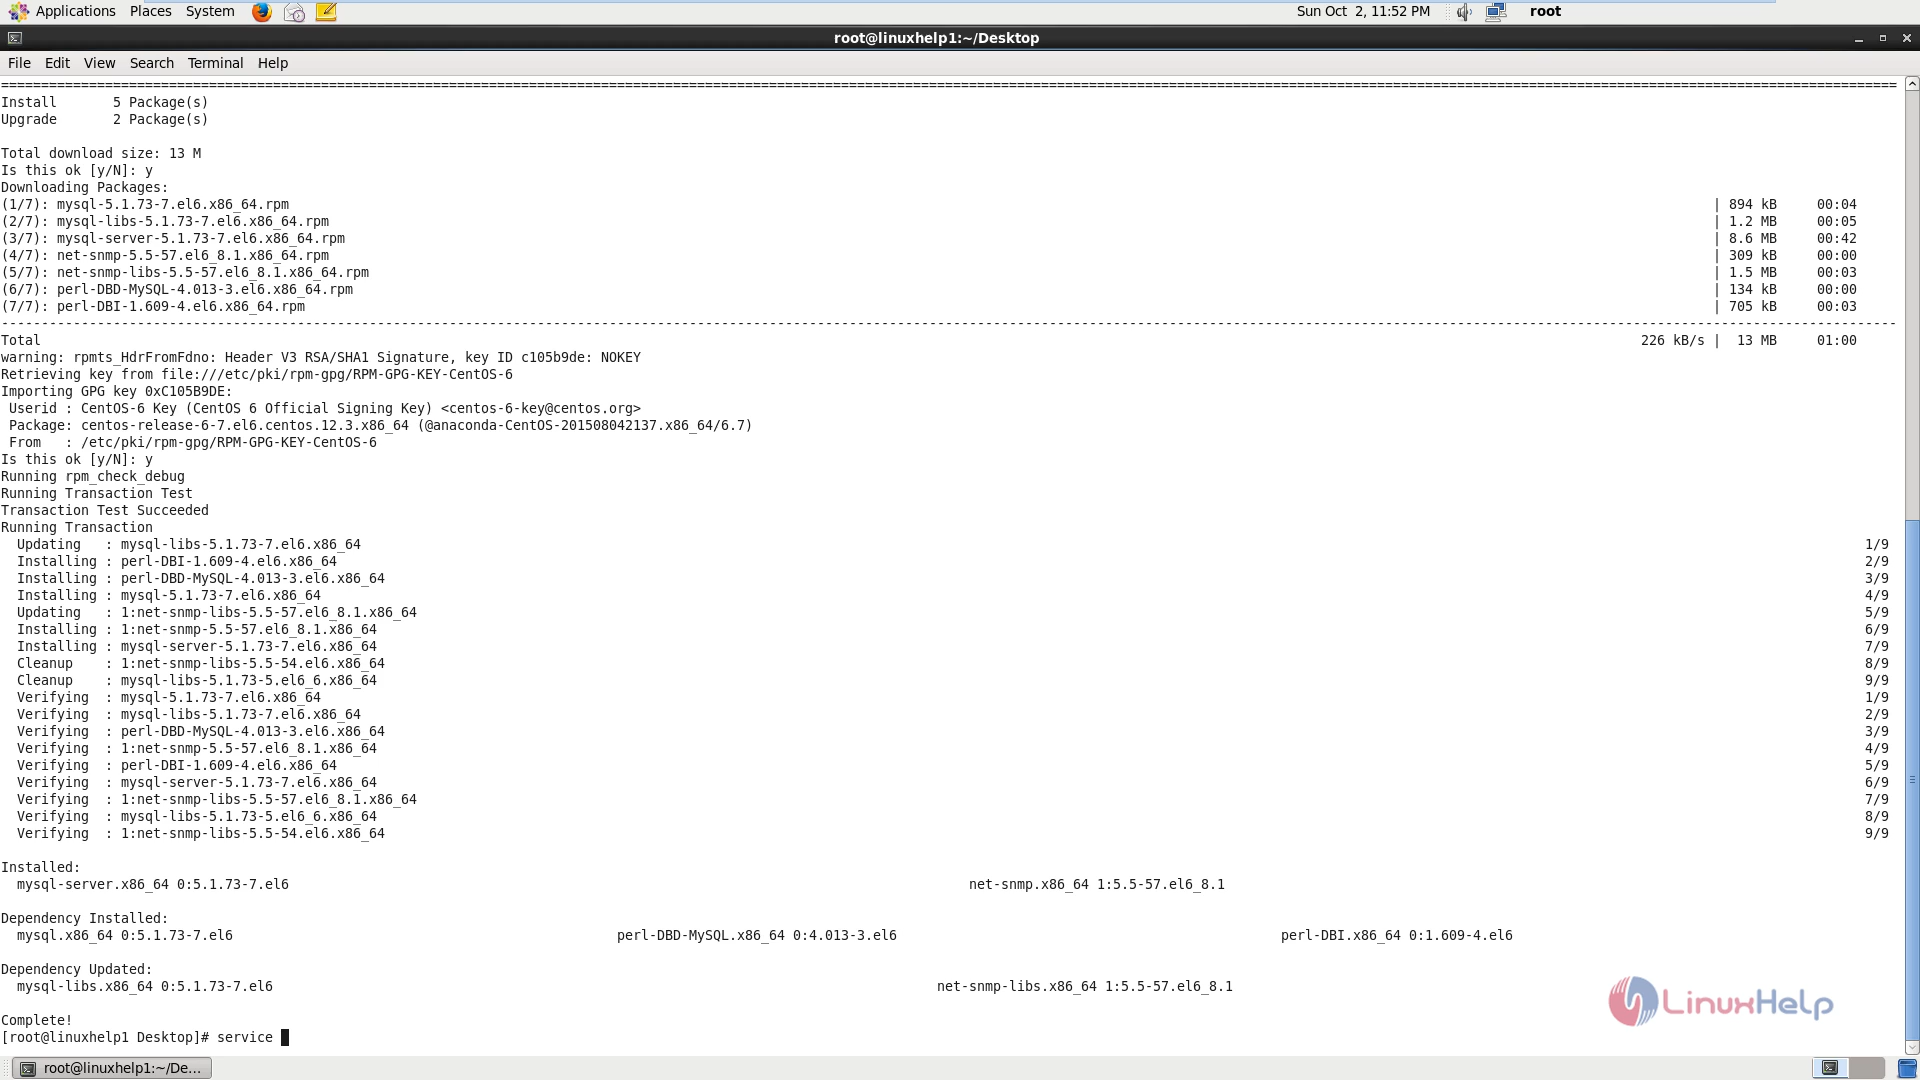 Applications Places System Sun Oct 2, 11:52 PM root
root@linuxhelp1:~/Desktop
File Edit View Search Terminal Help
================================================================================
Install 5 Package(s)
Upgrade 2 Package(s)
Total download size: 13 M
Is this ok [y/N]: y
Downloading Packages:
(1/7): mysql-5.1.73-7.el6.x86_64.rpm | 894 kB 00:04
(2/7): mysql-libs-5.1.73-7.el6.x86_64.rpm | 1.2 MB 00:05
(3/7): mysql-server-5.1.73-7.el6.x86_64.rpm | 8.6 MB 00:42
(4/7): net-snmp-5.5-57.el6_8.1.x86_64.rpm | 309 kB 00:00
(5/7): net-snmp-libs-5.5-57.el6_8.1.x86_64.rpm | 1.5 MB 00:03
(6/7): perl-DBD-MySQL-4.013-3.el6.x86_64.rpm | 134 kB 00:00
(7/7): perl-DBI-1.609-4.el6.x86_64.rpm | 705 kB 00:03
--------------------------------------------------------------------------------
Total 226 kB/s | 13 MB 01:00
warning: rpmts_HdrFromFdno: Header V3 RSA/SHA1 Signature, key ID c105b9de: NOKEY
Retrieving key from file:///etc/pki/rpm-gpg/RPM-GPG-KEY-CentOS-6
Importing GPG key 0xC105B9DE:
Userid : CentOS-6 Key (CentOS 6 Official Signing Key) <centos-6-key@centos.org>
Package: centos-release-6-7.el6.centos.12.3.x86_64 (@anaconda-CentOS-201508042137.x86_64/6.7)
From : /etc/pki/rpm-gpg/RPM-GPG-KEY-CentOS-6
Is this ok [y/N]: y
Running rpm_check_debug
Running Transaction Test
Transaction Test Succeeded
Running Transaction
Updating : mysql-libs-5.1.73-7.el6.x86_64 1/9
Installing : perl-DBI-1.609-4.el6.x86_64 2/9
Installing : perl-DBD-MySQL-4.013-3.el6.x86_64 3/9
Installing : mysql-5.1.73-7.el6.x86_64 4/9
Updating : 1:net-snmp-libs-5.5-57.el6_8.1.x86_64 5/9
Installing : 1:net-snmp-5.5-57.el6_8.1.x86_64 6/9
Installing : mysql-server-5.1.73-7.el6.x86_64 7/9
Cleanup : 1:net-snmp-libs-5.5-54.el6.x86_64 8/9
Cleanup : mysql-libs-5.1.73-5.el6_6.x86_64 9/9
Verifying : mysql-5.1.73-7.el6.x86_64 1/9
Verifying : mysql-libs-5.1.73-7.el6.x86_64 2/9
Verifying : perl-DBD-MySQL-4.013-3.el6.x86_64 3/9
Verifying : 1:net-snmp-5.5-57.el6_8.1.x86_64 4/9
Verifying : perl-DBI-1.609-4.el6.x86_64 5/9
Verifying : mysql-server-5.1.73-7.el6.x86_64 6/9
Verifying : 1:net-snmp-libs-5.5-57.el6_8.1.x86_64 7/9
Verifying : mysql-libs-5.1.73-5.el6_6.x86_64 8/9
Verifying : 1:net-snmp-libs-5.5-54.el6.x86_64 9/9
Installed:
mysql-server.x86_64 0:5.1.73-7.el6 net-snmp.x86_64 1:5.5-57.el6_8.1
Dependency Installed:
mysql.x86_64 0:5.1.73-7.el6 perl-DBD-MySQL.x86_64 0:4.013-3.el6 perl-DBI.x86_64 0:1.609-4.el6
Dependency Updated:
mysql-libs.x86_64 0:5.1.73-7.el6 net-snmp-libs.x86_64 1:5.5-57.el6_8.1
Complete!
[root@linuxhelp1 Desktop]# service
LinuxHelp
root@linuxhelp1:~/De...